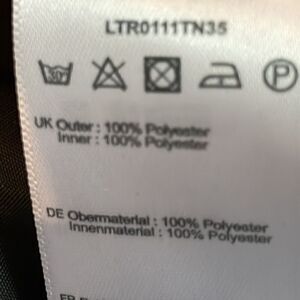 LTR0111TN35
30°
P
UK Outer : 100% Polyester
Inner : 100% Polyester
DE Obermaterial : 100% Polyester
Innenmaterial : 100% Polyester